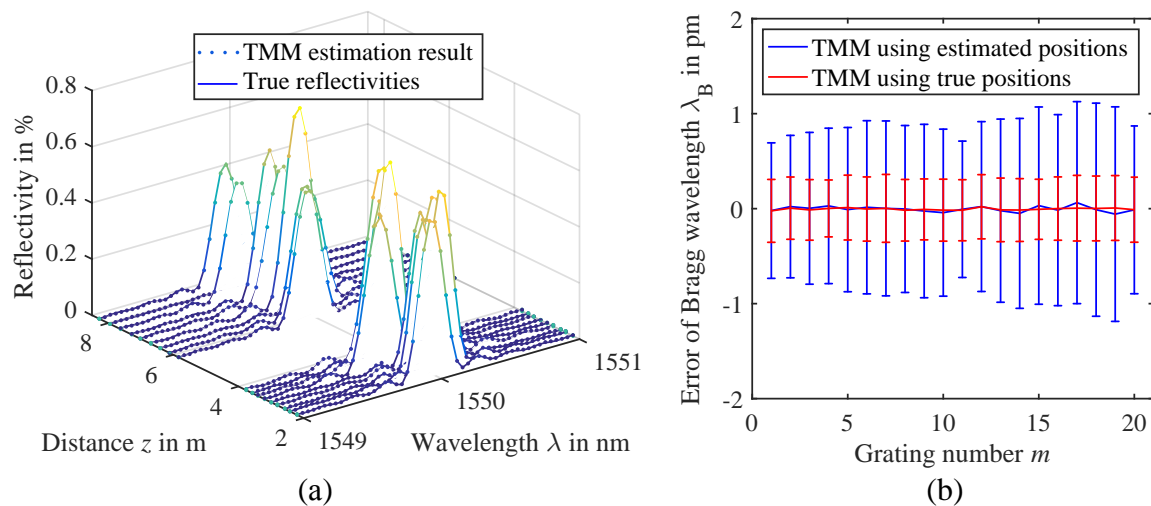 TMM estimation result
True reflectivities
Reflectivity in %
0.8
0.6
0.4
0.2
0
8
6
4
2
1549
1550
1551
Distance z in m
Wavelength λ in nm
(a)
TMM using estimated positions
TMM using true positions
Error of Bragg wavelength λB in pm
2
1
0
-1
-2
0
5
10
15
20
Grating number m
(b)